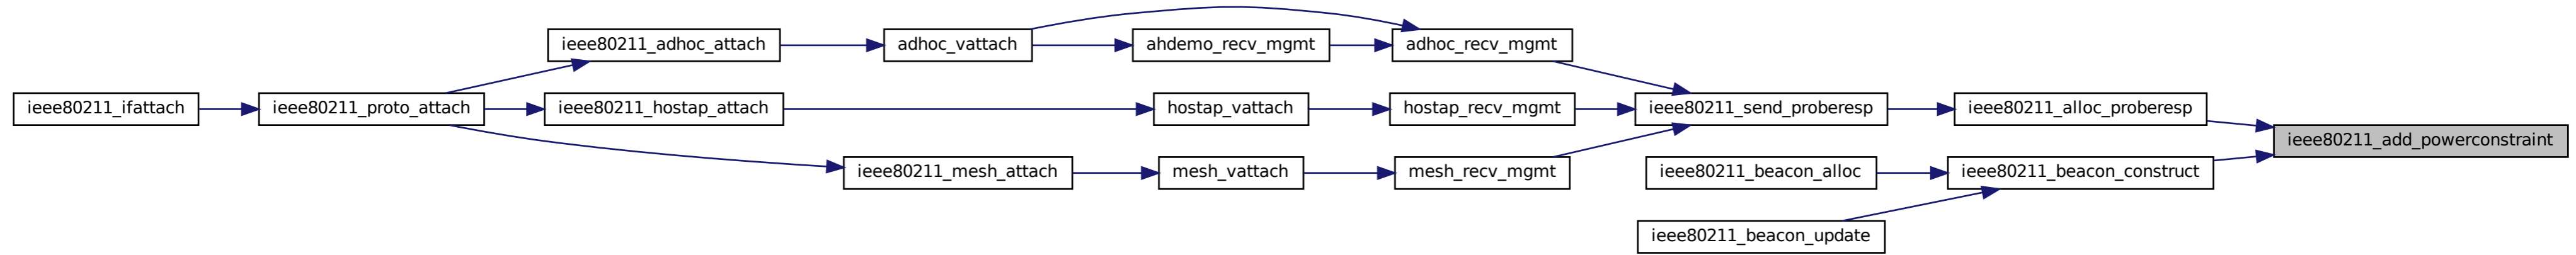 ieee80211_adhoc_attach
adhoc_vattach
ahdemo_recv_mgmt
adhoc_recv_mgmt
ieee80211_ifattach
ieee80211_proto_attach
ieee80211_hostap_attach
hostap_vattach
hostap_recv_mgmt
ieee80211_send_proberesp
ieee80211_alloc_proberesp
ieee80211_add_powerconstraint
ieee80211_mesh_attach
mesh_vattach
mesh_recv_mgmt
ieee80211_beacon_alloc
ieee80211_beacon_construct
ieee80211_beacon_update